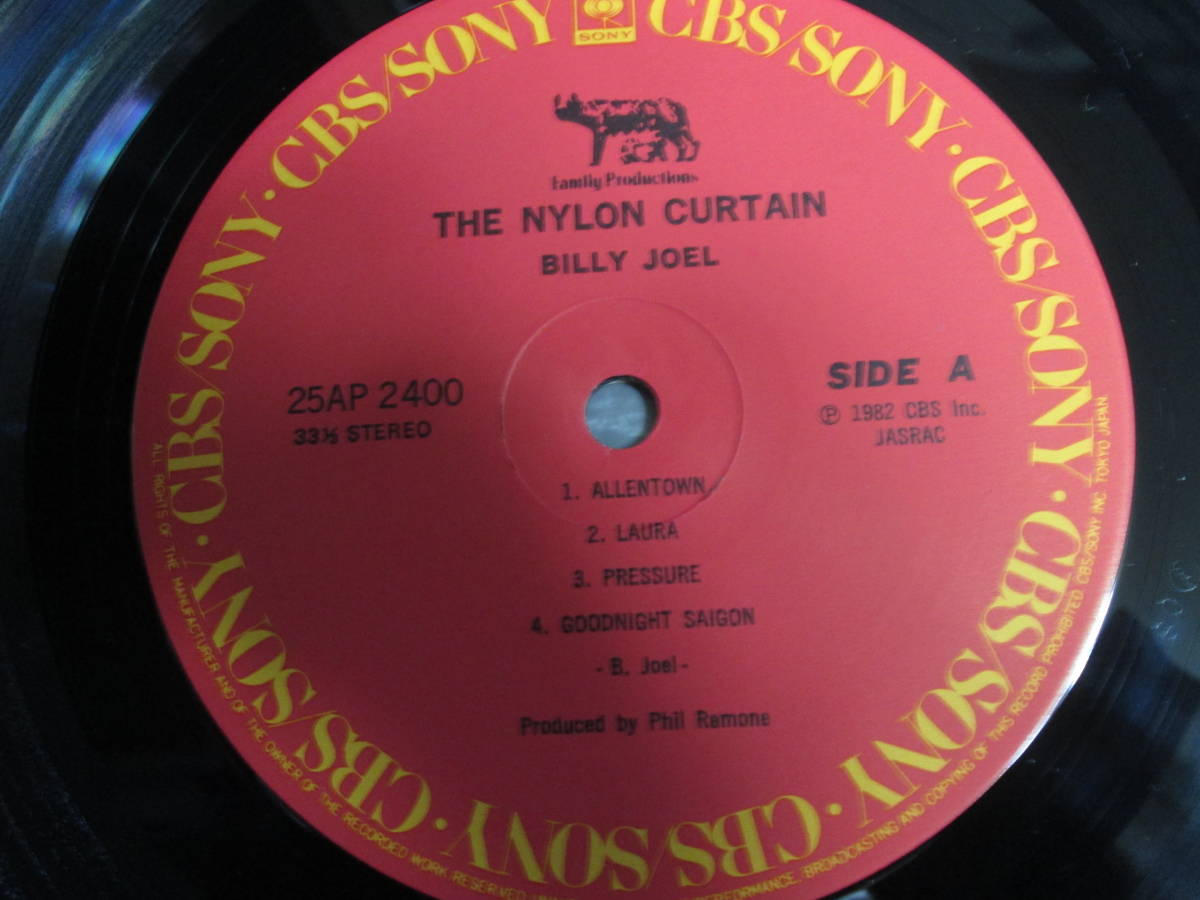 CBS/SONY · CBS/SONY · CBS/SONY · CBS/SONY · CBS/SONY · CBS/SONY · CBS/SONY · CBS/SONY · CBS/SONY
SONY
Family Productions
THE NYLON CURTAIN
BILLY JOEL
25AP 2400
33⅓ STEREO
SIDE A
Ⓟ 1982 CBS Inc.
JASRAC
1. ALLENTOWN
2. LAURA
3. PRESSURE
4. GOODNIGHT SAIGON
- B. Joel -
Produced by Phil Ramone
ALL RIGHTS OF THE MANUFACTURER AND OF THE OWNER OF THE RECORDED WORK RESERVED PERFORMANCE, BROADCASTING AND COPYING OF THIS RECORD PROHIBITED CBS/SONY INC. TOKYO JAPAN